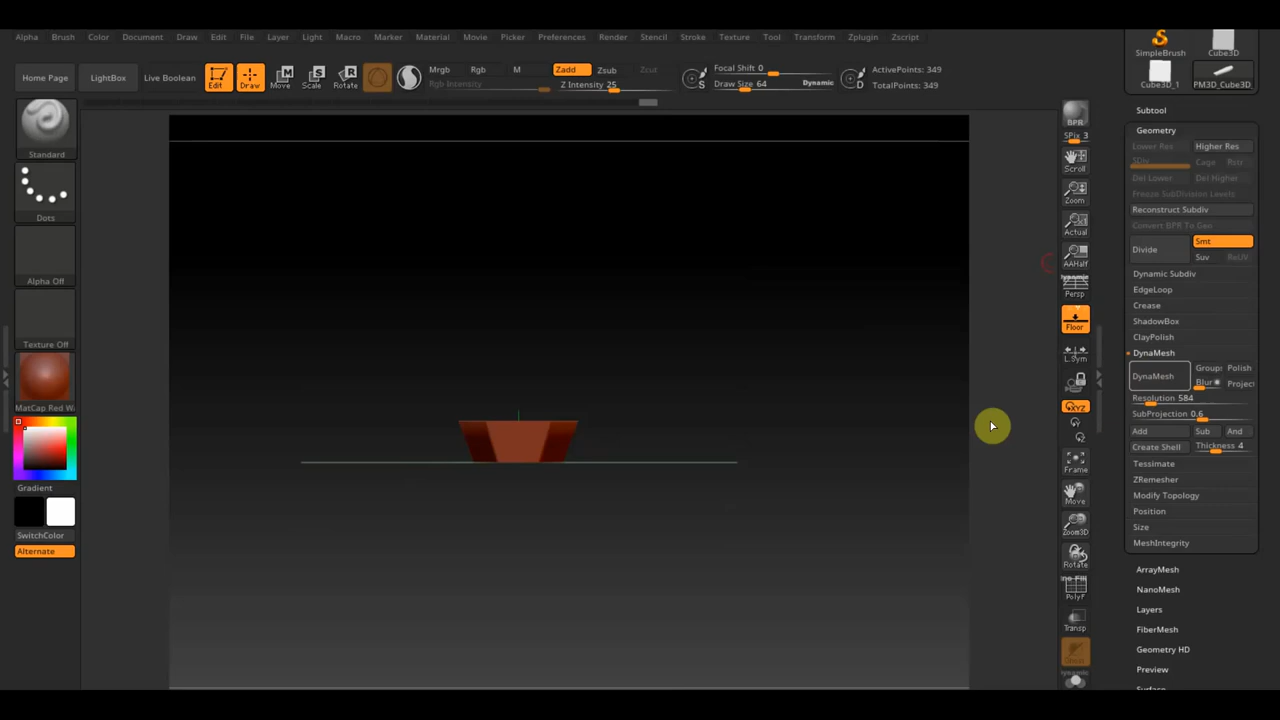 Alpha Brush Color Document Draw Edit File Layer Light Macro Marker Material Movie Picker Preferences Render Stencil Stroke Texture Tool Transform Zplugin Zscript
SimpleBrush Cube3D
Cube3D_1 PM3D_Cube3D_
Home Page LightBox Live Boolean Edit Draw Move Scale Rotate
Mrgb Rgb M Zadd Zsub Zcut
Rgb Intensity Z Intensity 25
Focal Shift 0
Draw Size 64 Dynamic
ActivePoints: 349
TotalPoints: 349
Standard
Dots
Alpha Off
Texture Off
MatCap Red Wa
Gradient
SwitchColor
Alternate
BPR
SPix 3
Scroll
Zoom
Actual
AAHalf
Dynamic
Persp
Floor
L.Sym
XYZ
Frame
Move
Zoom3D
Rotate
PolyF
Transp
Dynamic
Subtool
Geometry
Lower Res Higher Res
SDiv Cage Rstr
Del Lower Del Higher
Freeze SubDivision Levels
Reconstruct Subdiv
Convert BPR To Geo
Divide Smt
Suv ReUV
Dynamic Subdiv
EdgeLoop
Crease
ShadowBox
ClayPolish
DynaMesh
DynaMesh Group Polish
Blur Project
Resolution 584
SubProjection 0.6
Add Sub And
Create Shell Thickness 4
Tessimate
ZRemesher
Modify Topology
Position
Size
MeshIntegrity
ArrayMesh
NanoMesh
Layers
FiberMesh
Geometry HD
Preview